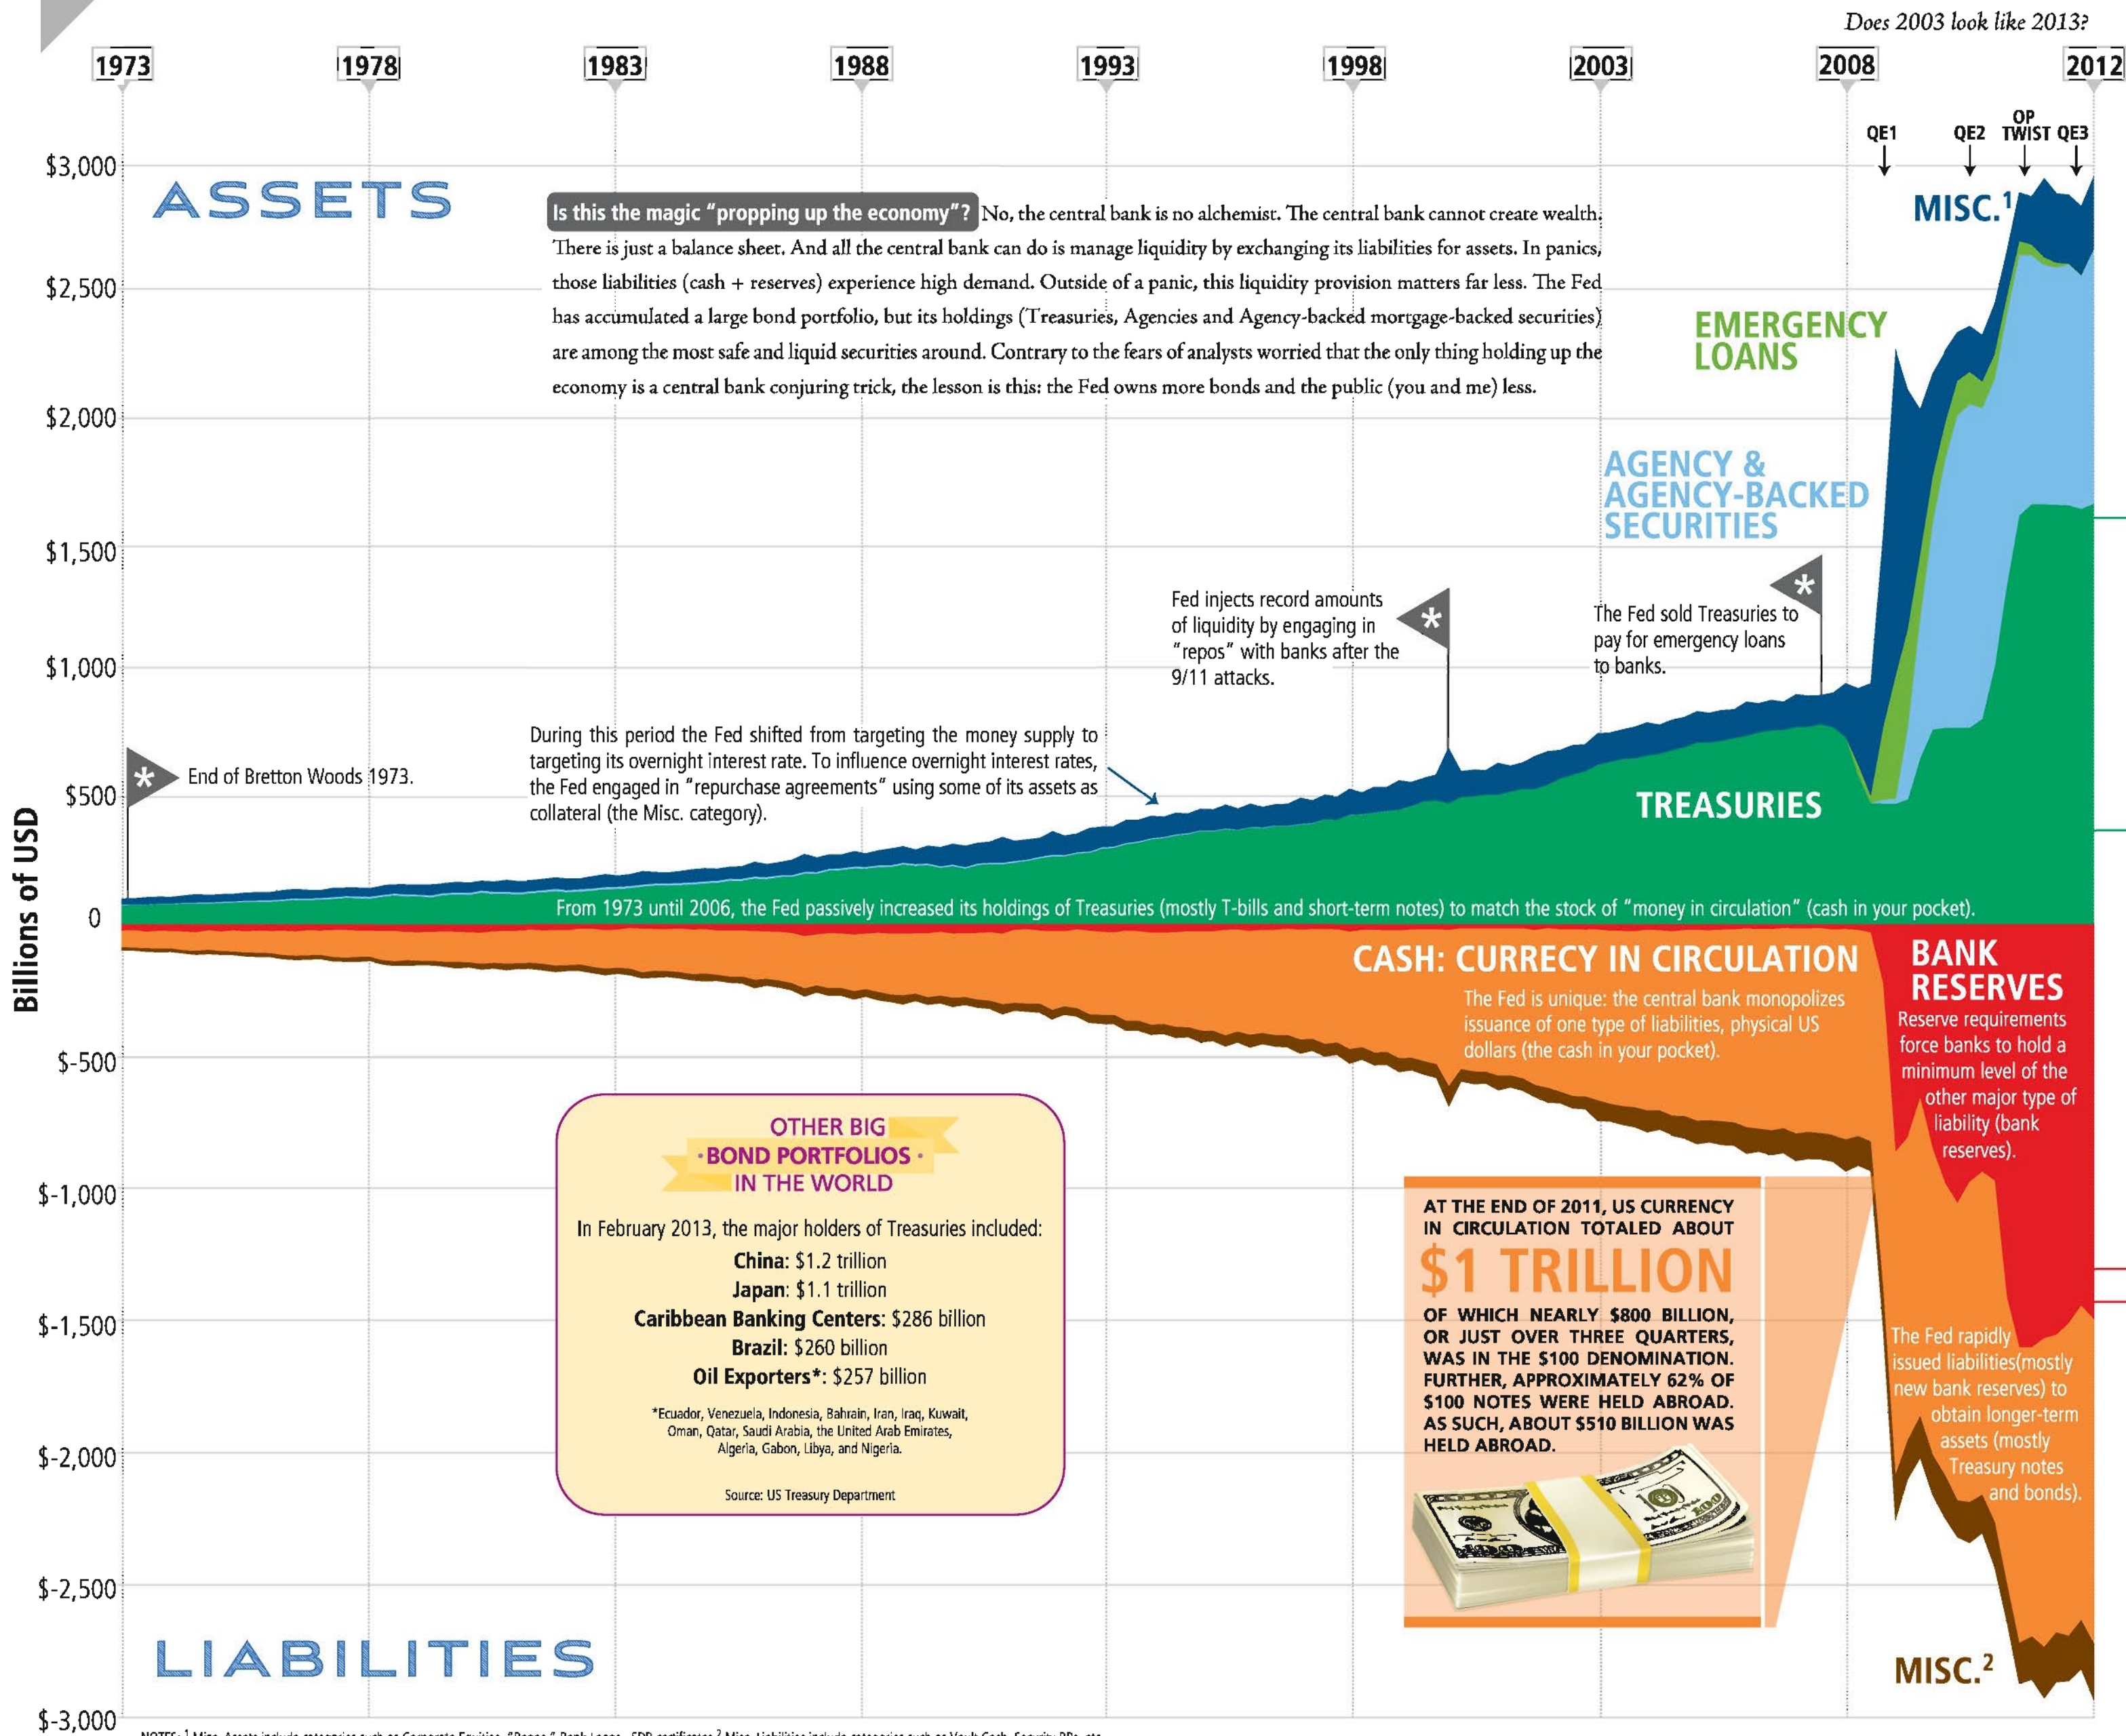 Does 2003 look like 2013?
1973 1978 1983 1988 1993 1998 2003 2008 2012
QE1 QE2 OP TWIST QE3
Billions of USD
$3,000
$2,500
$2,000
$1,500
$1,000
$500
0
$-500
$-1,000
$-1,500
$-2,000
$-2,500
$-3,000
ASSETS
Is this the magic "propping up the economy"? No, the central bank is no alchemist. The central bank cannot create wealth.
There is just a balance sheet. And all the central bank can do is manage liquidity by exchanging its liabilities for assets. In panics,
those liabilities (cash + reserves) experience high demand. Outside of a panic, this liquidity provision matters far less. The Fed
has accumulated a large bond portfolio, but its holdings (Treasuries, Agencies and Agency-backed mortgage-backed securities)
are among the most safe and liquid securities around. Contrary to the fears of analysts worried that the only thing holding up the
economy is a central bank conjuring trick, the lesson is this: the Fed owns more bonds and the public (you and me) less.
MISC.1
EMERGENCY
LOANS
AGENCY &
AGENCY-BACKED
SECURITIES
*
Fed injects record amounts
of liquidity by engaging in
"repos" with banks after the
9/11 attacks.
*
The Fed sold Treasuries to
pay for emergency loans
to banks.
During this period the Fed shifted from targeting the money supply to
targeting its overnight interest rate. To influence overnight interest rates,
the Fed engaged in "repurchase agreements" using some of its assets as
collateral (the Misc. category).
* End of Bretton Woods 1973.
TREASURIES
From 1973 until 2006, the Fed passively increased its holdings of Treasuries (mostly T-bills and short-term notes) to match the stock of "money in circulation" (cash in your pocket).
CASH: CURRECY IN CIRCULATION
The Fed is unique: the central bank monopolizes
issuance of one type of liabilities, physical US
dollars (the cash in your pocket).
BANK
RESERVES
Reserve requirements
force banks to hold a
minimum level of the
other major type of
liability (bank
reserves).
OTHER BIG
• BOND PORTFOLIOS •
IN THE WORLD
In February 2013, the major holders of Treasuries included:
China: $1.2 trillion
Japan: $1.1 trillion
Caribbean Banking Centers: $286 billion
Brazil: $260 billion
Oil Exporters*: $257 billion
*Ecuador, Venezuela, Indonesia, Bahrain, Iran, Iraq, Kuwait,
Oman, Qatar, Saudi Arabia, the United Arab Emirates,
Algeria, Gabon, Libya, and Nigeria.
Source: US Treasury Department
AT THE END OF 2011, US CURRENCY
IN CIRCULATION TOTALED ABOUT
$1 TRILLION
OF WHICH NEARLY $800 BILLION,
OR JUST OVER THREE QUARTERS,
WAS IN THE $100 DENOMINATION.
FURTHER, APPROXIMATELY 62% OF
$100 NOTES WERE HELD ABROAD.
AS SUCH, ABOUT $510 BILLION WAS
HELD ABROAD.
100
The Fed rapidly
issued liabilities(mostly
new bank reserves) to
obtain longer-term
assets (mostly
Treasury notes
and bonds).
MISC.2
LIABILITIES